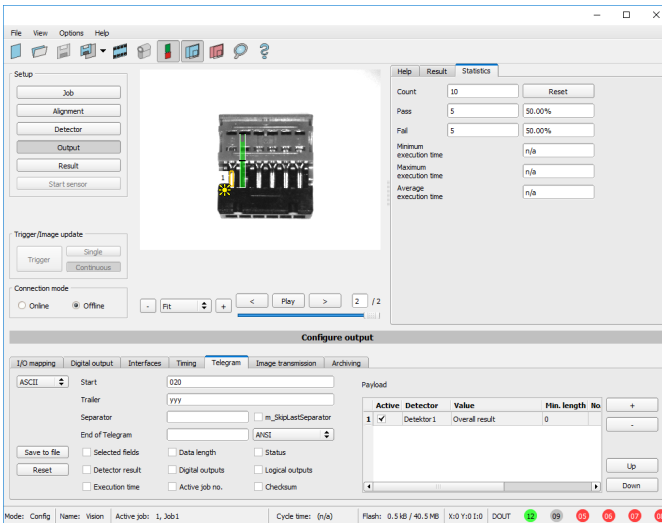 File View Options Help
Setup
Job
Alignment
Detector
Output
Result
Start sensor
Trigger/Image update
Trigger
Single
Continuous
Connection mode
Online Offline
1
- Fit + < Play > 2 /2
Help Result Statistics
Count 10 Reset
Pass 5 50.00%
Fail 5 50.00%
Minimum
execution time n/a
Maximum
execution time n/a
Average
execution time n/a
Configure output
I/O mapping Digital output Interfaces Timing Telegram Image transmission Archiving
ASCII Start 020
Trailer yyy
Separator m_SkipLastSeparator
End of Telegram ANSI
Save to file Selected fields Data length Status
Reset Detector result Digital outputs Logical outputs
Execution time Active job no. Checksum
Payload
Active Detector Value Min. length No.
1 Detektor1 Overall result 0
+
-
Up
Down
Mode: Config Name: Vision Active job: 1, Job1 Cycle time: (n/a) Flash: 0.5 kB / 40.5 MB X:0 Y:0 I:0 DOUT 12 09 05 06 07 08